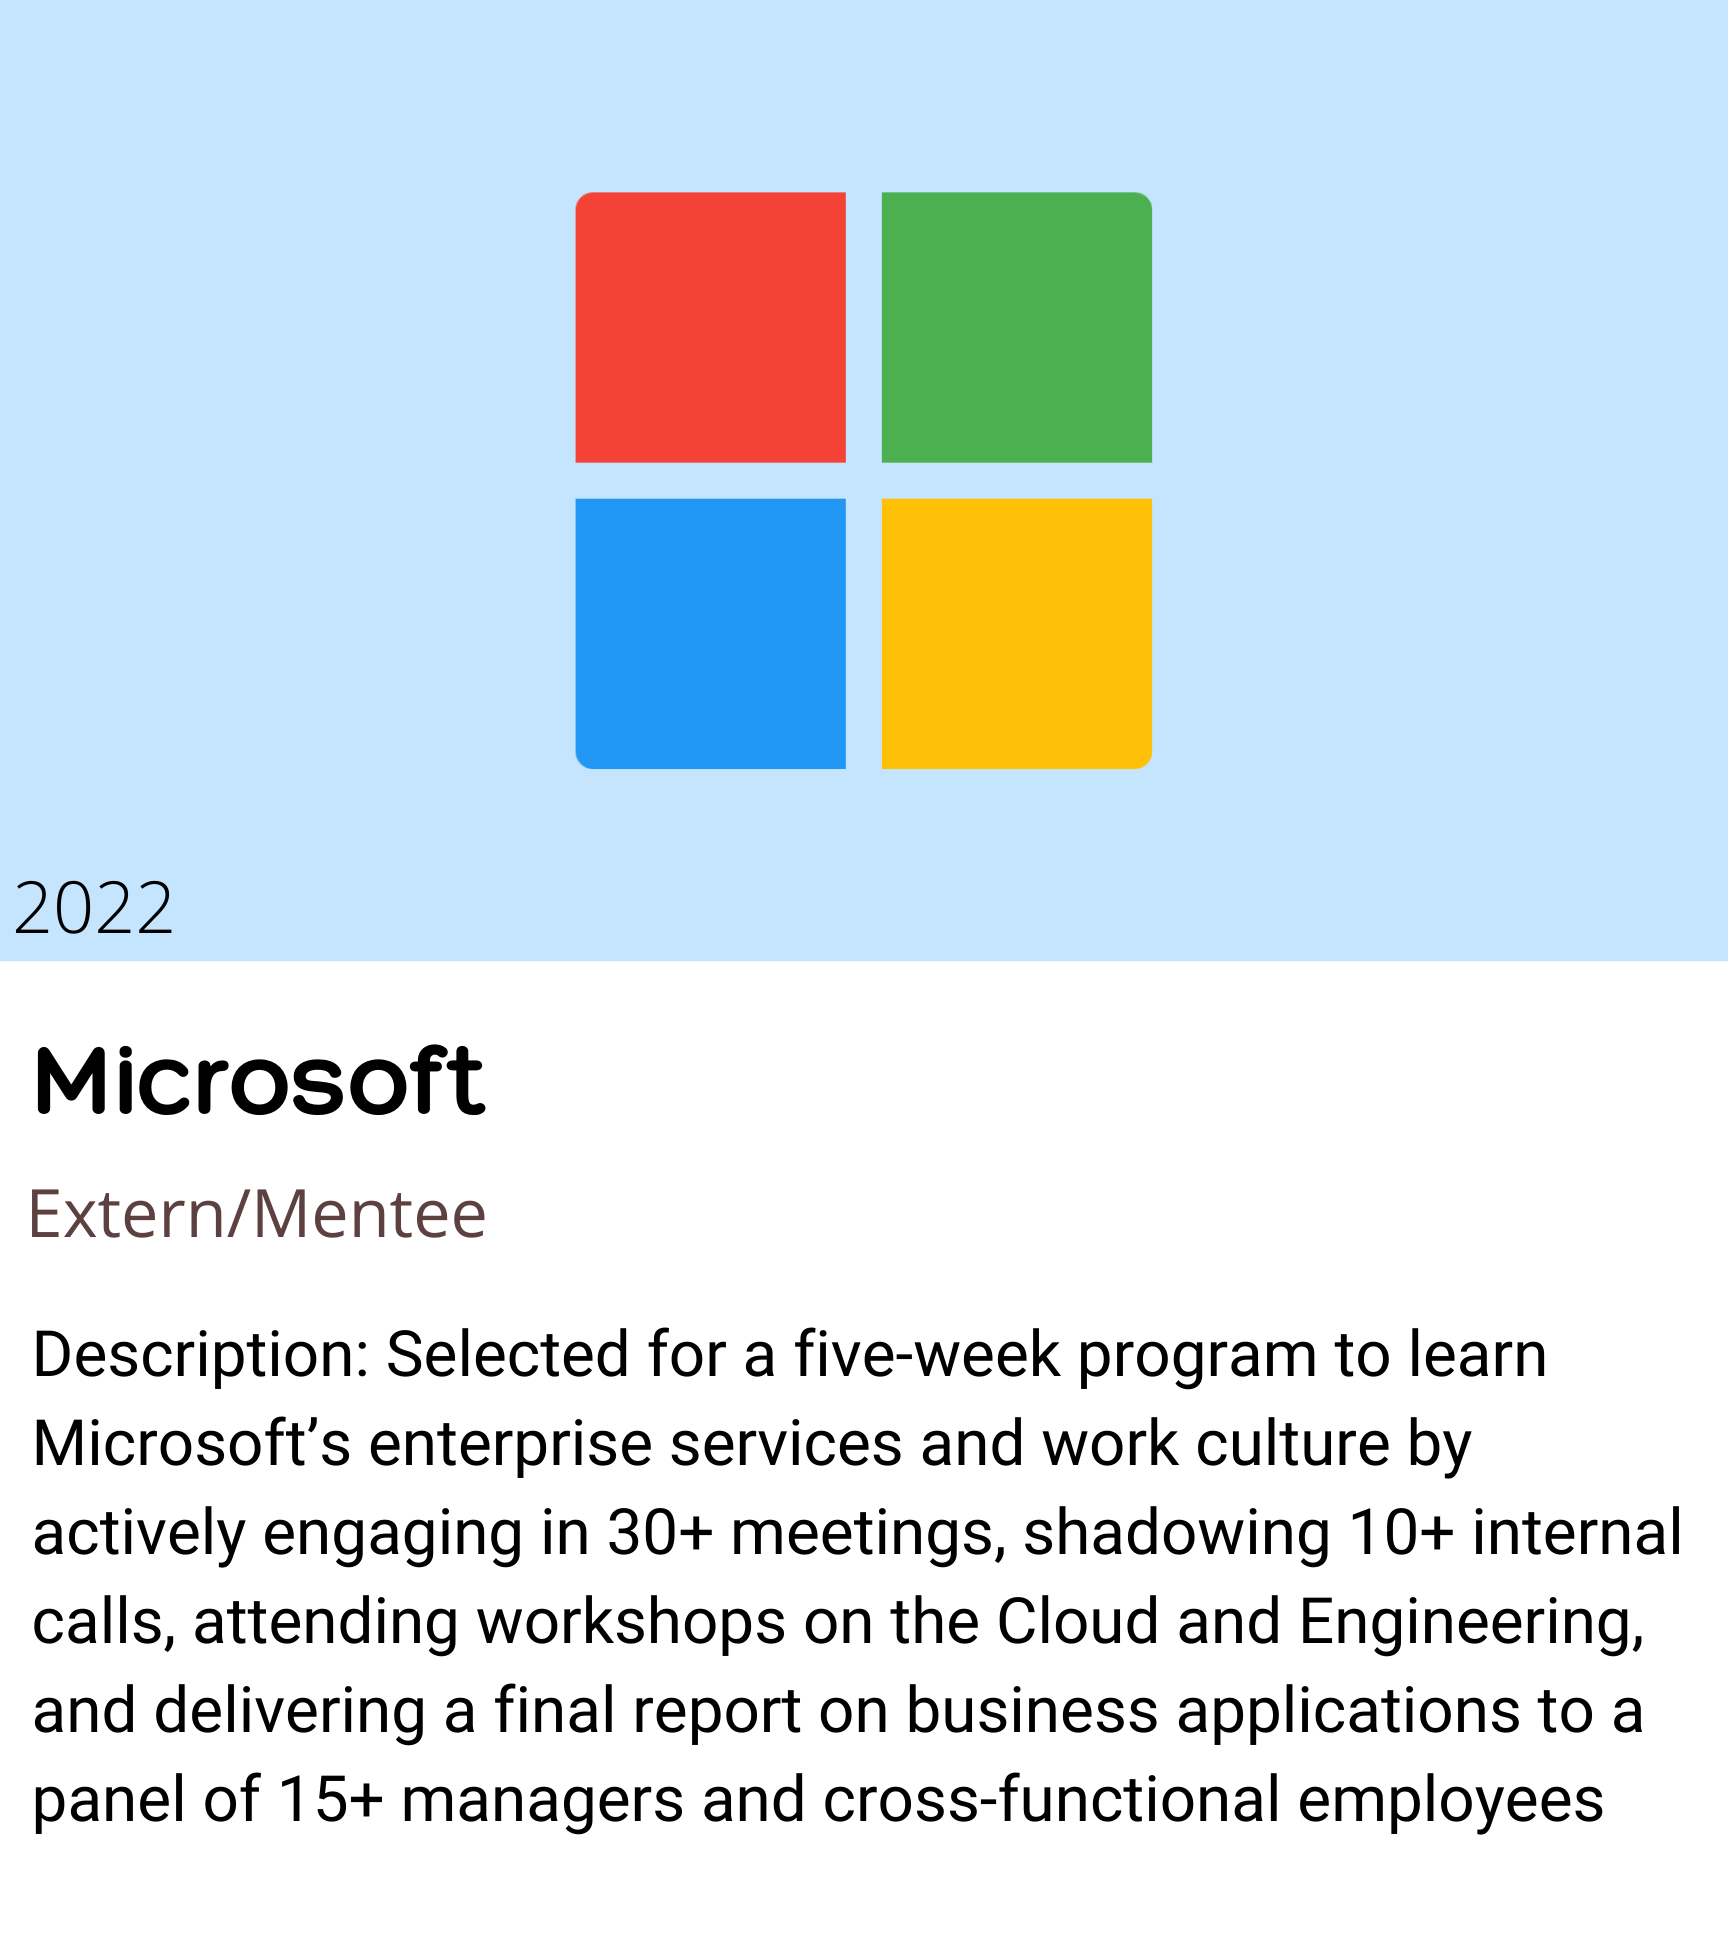 2022
Microsoft
Extern/Mentee
Description: Selected for a five-week program to learn
Microsoft’s enterprise services and work culture by
actively engaging in 30+ meetings, shadowing 10+ internal
calls, attending workshops on the Cloud and Engineering,
and delivering a final report on business applications to a
panel of 15+ managers and cross-functional employees